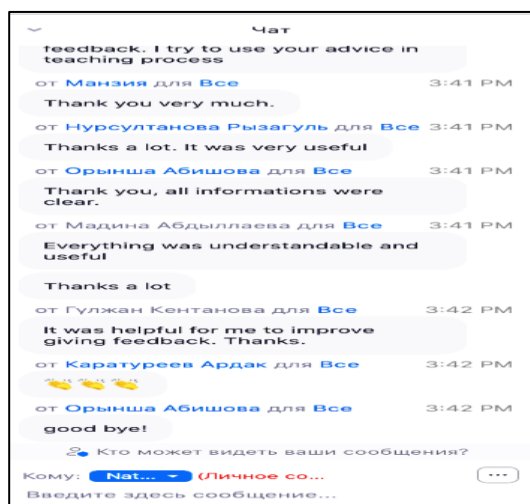 Чат
feedback. I try to use your advice in
teaching process
от Манзия для Все 3:41 PM
Thank you very much.
от Нурсултанова Рызагуль для Все 3:41 PM
Thanks a lot. It was very useful
от Орынша Абишова для Все 3:41 PM
Thank you, all informations were
clear.
от Мадина Абдыллаева для Все 3:41 PM
Everything was understandable and
useful
Thanks a lot
от Гулжан Кентанова для Все 3:42 PM
It was helpful for me to improve
giving feedback. Thanks.
от Каратуреев Ардак для Все 3:42 PM
👏👏👏
от Орынша Абишова для Все 3:42 PM
good bye!
Кто может видеть ваши сообщения?
Кому: Nat... (Личное со...
Введите здесь сообщение...